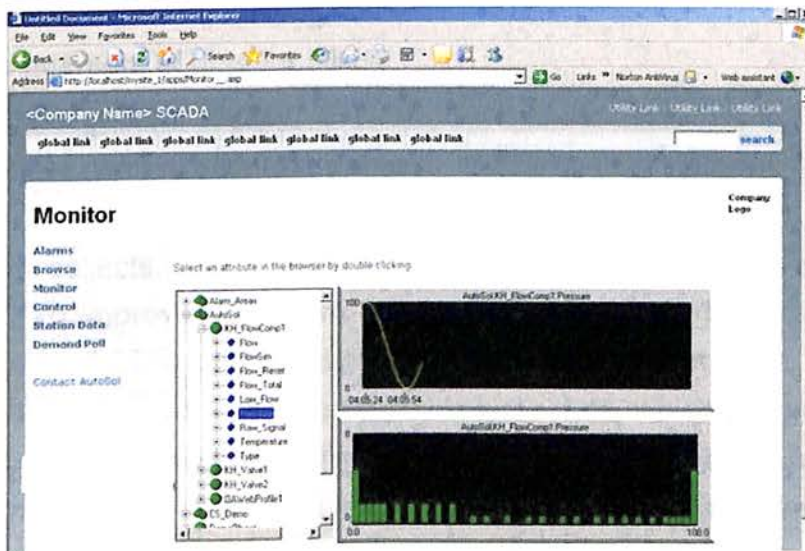 Untitled Document - Microsoft Internet Explorer
File Edit View Favorites Tools Help
Back Search Favorites
Address Go Links » Norton AntiVirus Web assistant
<Company Name> SCADA
Utility Link | Utility Link | Utility Link
global link global link global link global link global link global link global link
search
Company
Logo
Monitor
Alarms
Browse
Monitor
Control
Station Data
Demond Poll
Contact AutoSol
Select an attribute in the browser by double clicking.
Alarm_Areas
AutoSol
KH_FlowComp1
Flow
FlowSim
Flow_Reset
Flow_Total
Low_Flow
Pressure
Raw_Signal
Temperature
Type
KH_Valve1
KH_Valve2
OAWebProfile1
CS_Demo
AutoSol.KH_FlowComp1.Pressure
100
0
04:05:24 04:05:54
AutoSol.KH_FlowComp1.Pressure
0.0
100.0